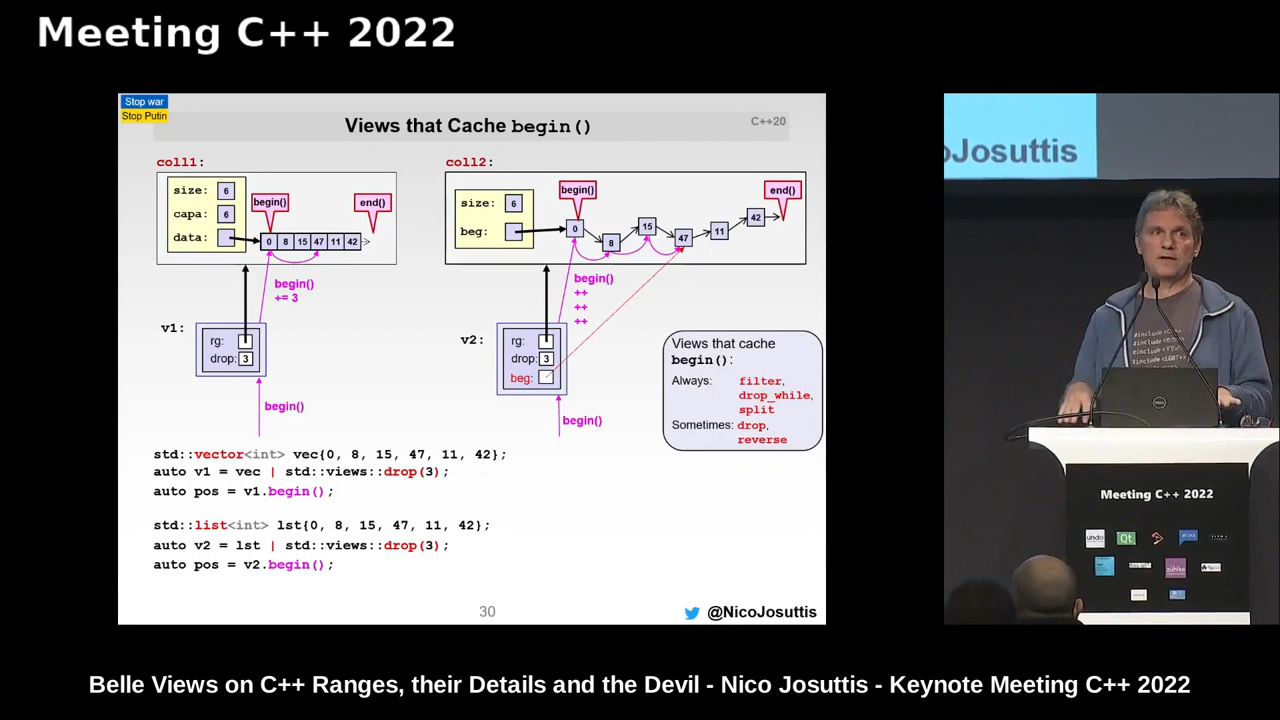 Meeting C++ 2022
Stop war
Stop Putin
Views that Cache begin()
C++20
coll1:
size: 6
capa: 6
data:
begin()
end()
0 8 15 47 11 42
begin()
+= 3
v1:
rg:
drop: 3
begin()
coll2:
size: 6
beg:
begin()
end()
0
8
15
47
11
42
begin()
++
++
++
v2:
rg:
drop: 3
beg:
begin()
Views that cache
begin():
Always: filter,
drop_while,
split
Sometimes: drop,
reverse
std::vector<int> vec{0, 8, 15, 47, 11, 42};
auto v1 = vec | std::views::drop(3);
auto pos = v1.begin();
std::list<int> lst{0, 8, 15, 47, 11, 42};
auto v2 = lst | std::views::drop(3);
auto pos = v2.begin();
30
@NicoJosuttis
oJosuttis
#include <C++>
Meeting C++ 2022
undo
Qt
zühlke
Belle Views on C++ Ranges, their Details and the Devil - Nico Josuttis - Keynote Meeting C++ 2022